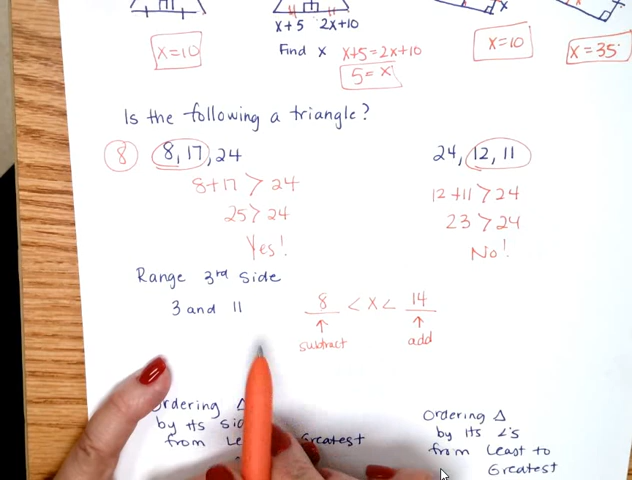 x+5 2x+10
x=10
Find x x+5=2x+10
5=x
x=10
x=35
Is the following a triangle?
8
8, 17, 24
8+17 > 24
25 > 24
Yes!
24, 12, 11
12+11 > 24
23 > 24
No!
Range 3rd Side
3 and 11
8 < x < 14
↑ ↑
subtract add
Ordering Δ
by its
from Greatest
Ordering Δ
by its ∠'s
from Least to
Greatest